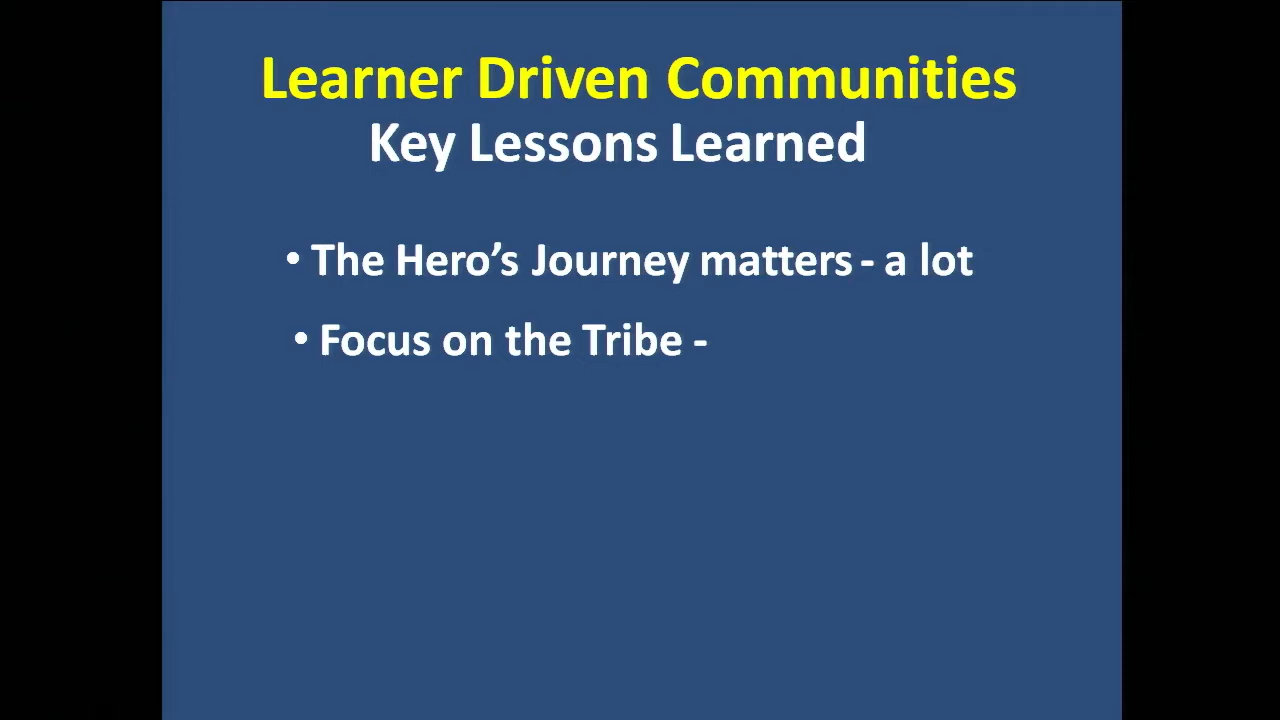 Learner Driven Communities
Key Lessons Learned
• The Hero’s Journey matters - a lot
• Focus on the Tribe -